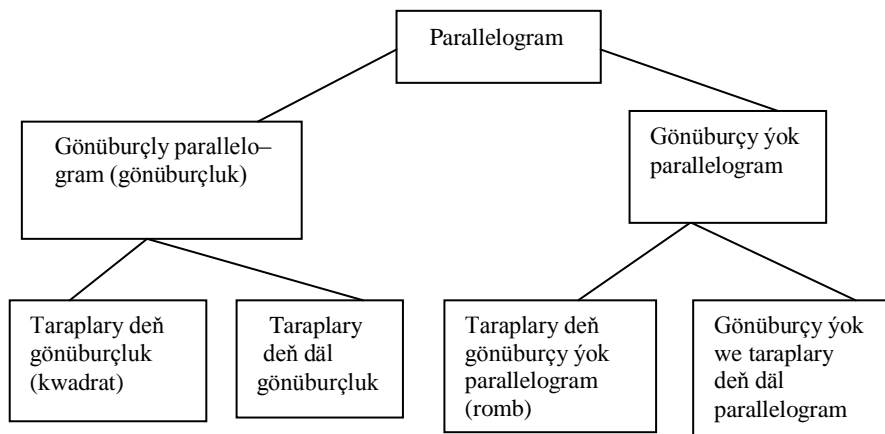 Parallelogram
Gönüburçly parallelo–
gram (gönüburçluk)
Gönüburçy ýok
parallelogram
Taraplary deň
gönüburçluk
(kwadrat)
Taraplary
deň däl
gönüburçluk
Taraplary deň
gönüburçy ýok
parallelogram
(romb)
Gönüburçy ýok
we taraplary
deň däl
parallelogram